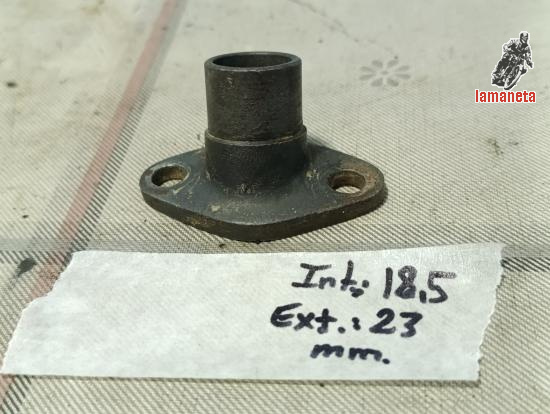 lamaneta
Int.: 18,5
Ext.: 23
mm.